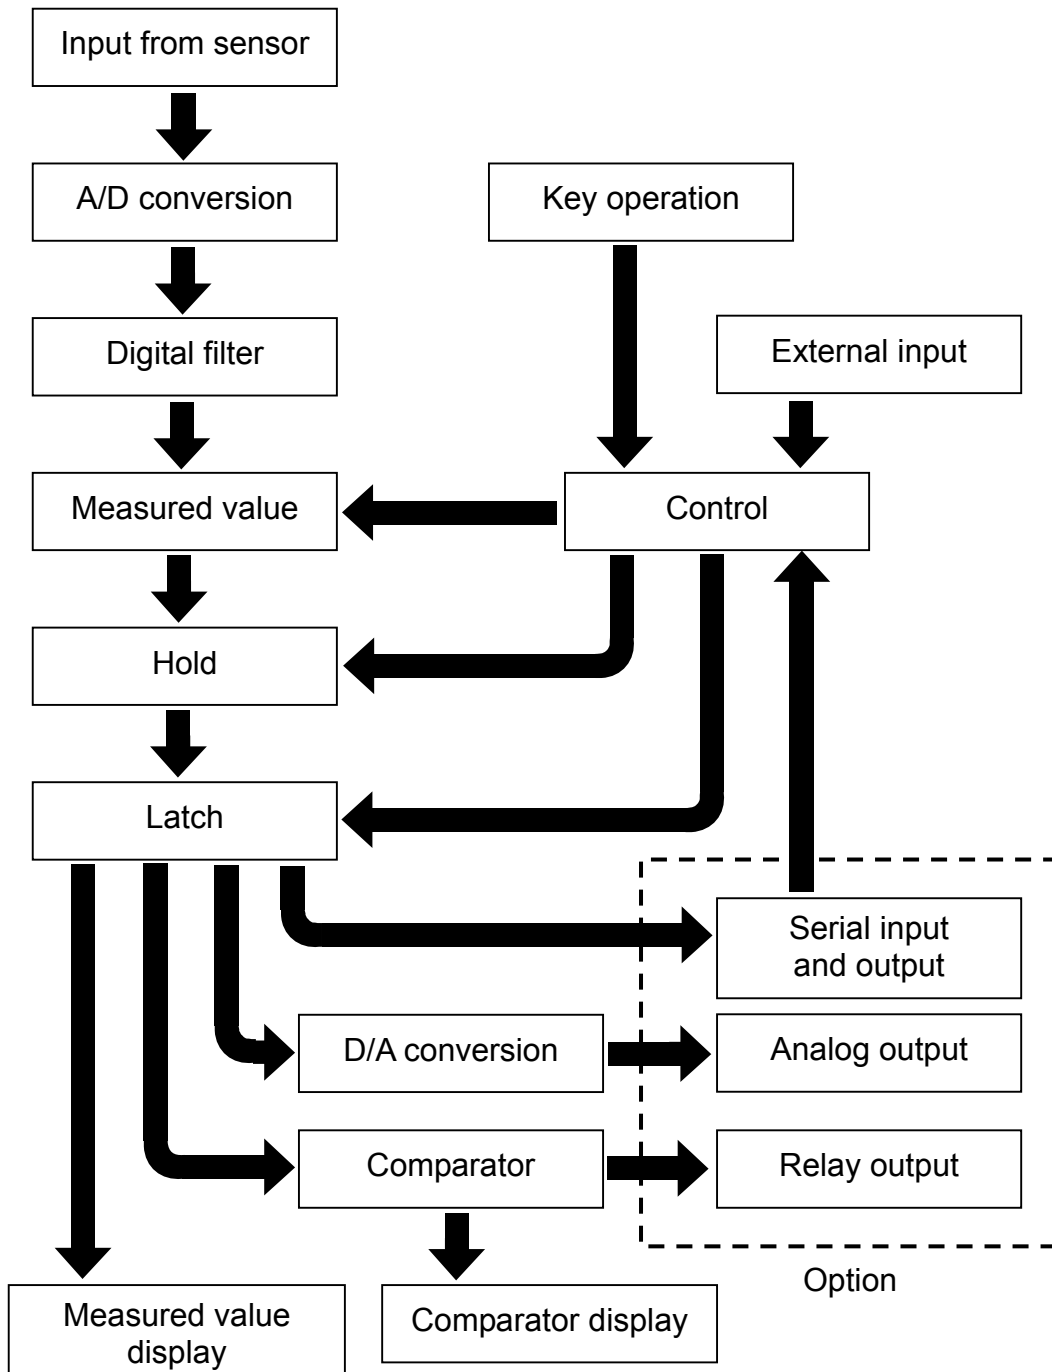 Input from sensor
A/D conversion
Key operation
Digital filter
External input
Measured value
Control
Hold
Latch
Serial input
and output
D/A conversion
Analog output
Comparator
Relay output
Option
Measured value
display
Comparator display